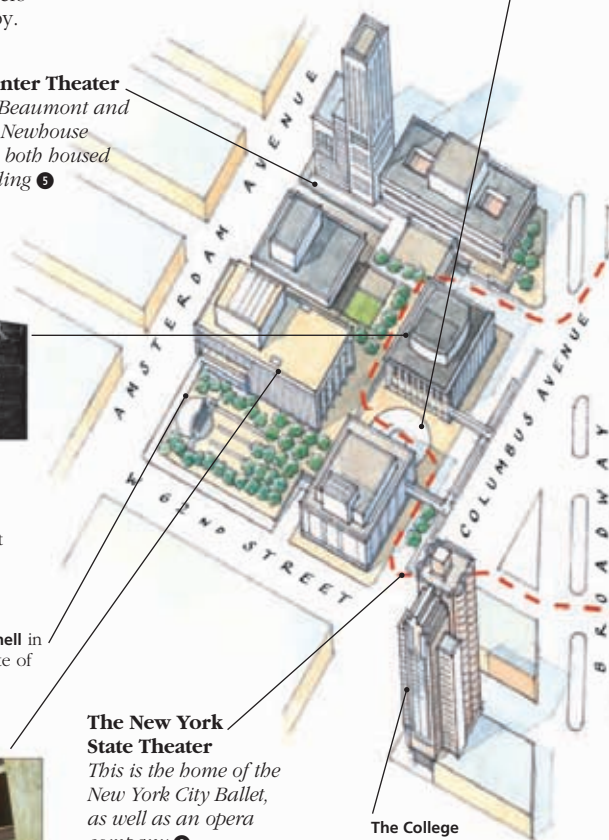 by.
nter Theater
Beaumont and
Newhouse
both housed
ding 5
AMSTERDAM AVENUE
COLUMBUS AVENUE
BROADWAY
W 62ND STREET
hell in
te of
The New York
State Theater
This is the home of the
New York City Ballet,
as well as an opera
The College